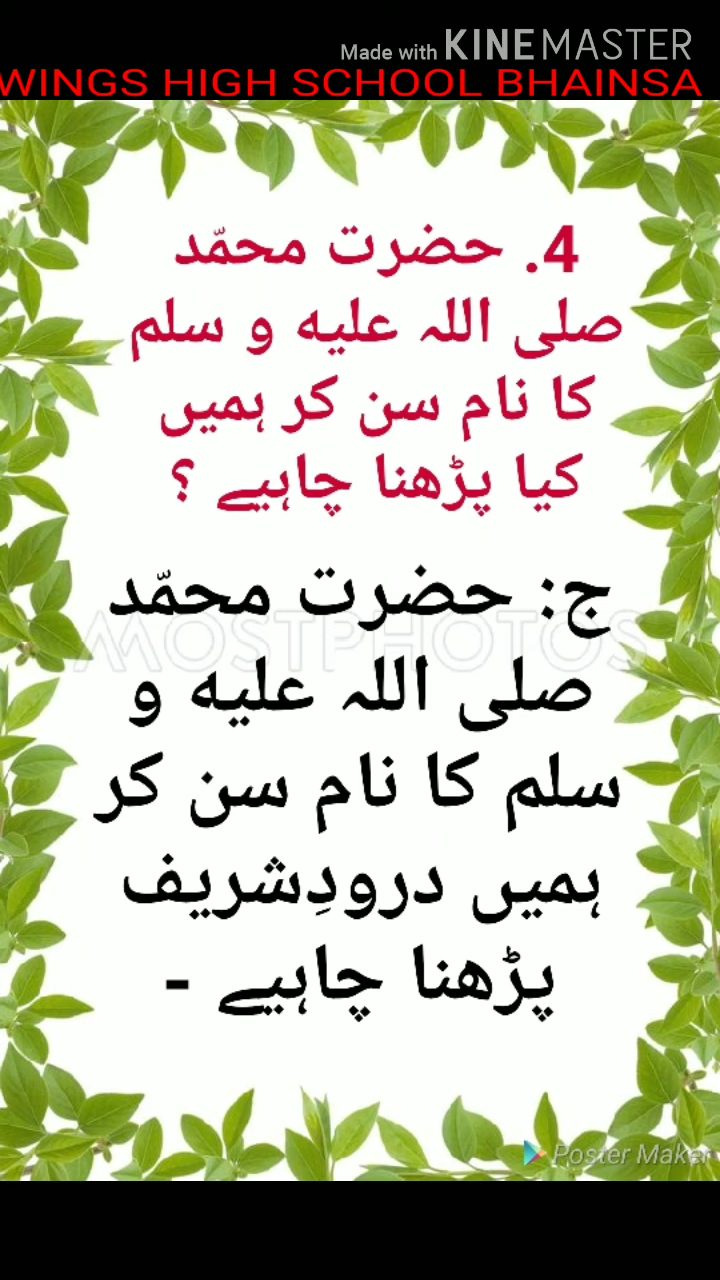 Made with KINEMASTER
WINGS HIGH SCHOOL BHAINSA
4. حضرت محمّد
صلی اللہ علیه و سلم
کا نام سن کر ہمیں
کیا پڑھنا چاہیے ؟
ج: حضرت محمّد
MOSTPHOTOS
صلی اللہ علیه و
سلم کا نام سن کر
ہمیں درودِشریف
پڑھنا چاہیے -
Poster Maker